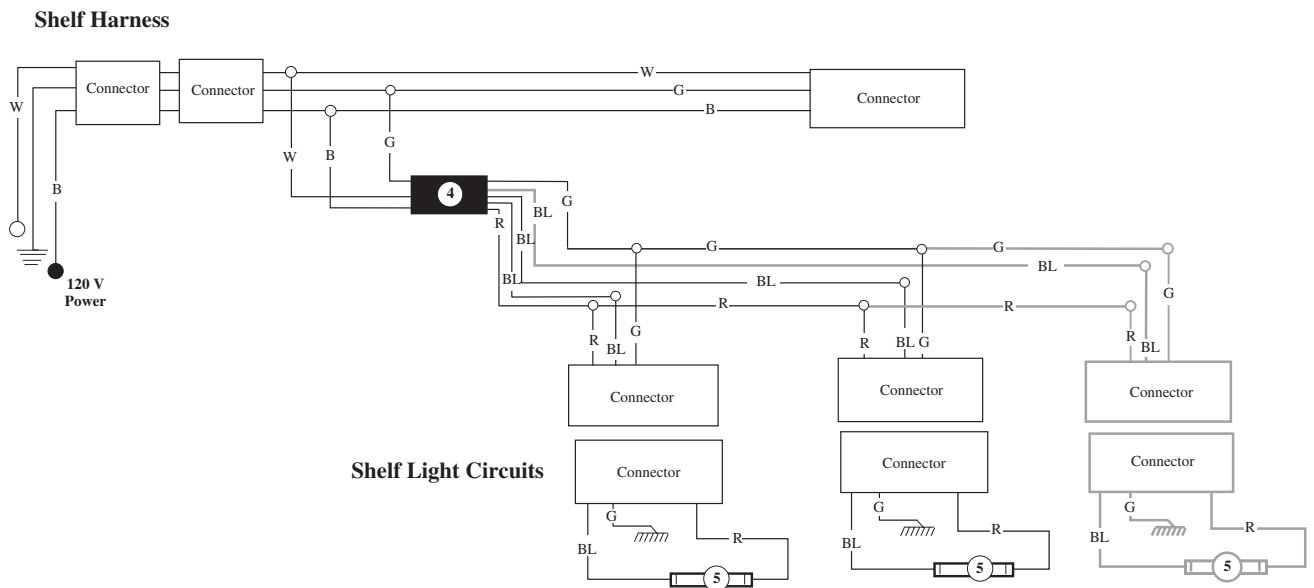 Shelf Harness
W
Connector
Connector
G
Connector
B
W
G
W
B
B
4
G
BL
R
BL
G
G
BL
G
BL
BL
R
R
120 V
Power
G
R
BL
R
BL
G
R
BL
Connector
Connector
Connector
Shelf Light Circuits
Connector
Connector
Connector
G
G
G
BL
R
BL
R
BL
R
5
5
5